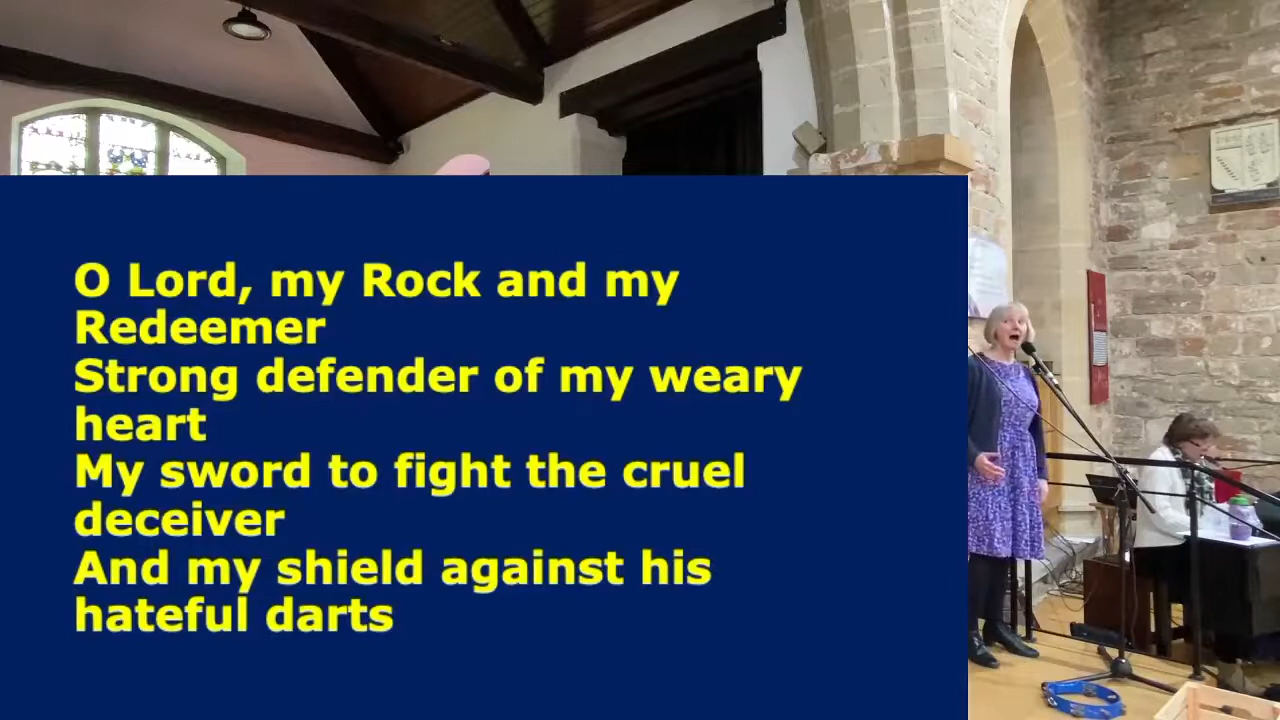 O Lord, my Rock and my
Redeemer
Strong defender of my weary
heart
My sword to fight the cruel
deceiver
And my shield against his
hateful darts